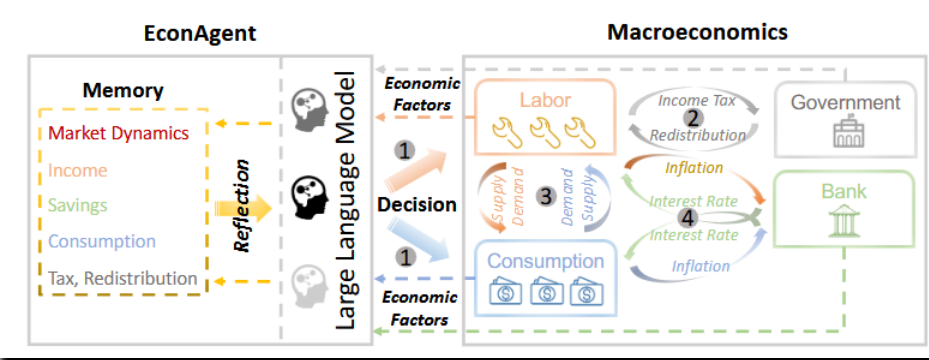 EconAgent
Macroeconomics
Memory
Market Dynamics
Income
Savings
Consumption
Tax, Redistribution
Reflection
Large Language Model
Economic
Factors
1
Decision
1
Economic
Factors
Labor
Income Tax
2
Redistribution
Government
Supply
Demand
3
Demand
Supply
Inflation
Interest Rate
4
Interest Rate
Inflation
Bank
Consumption